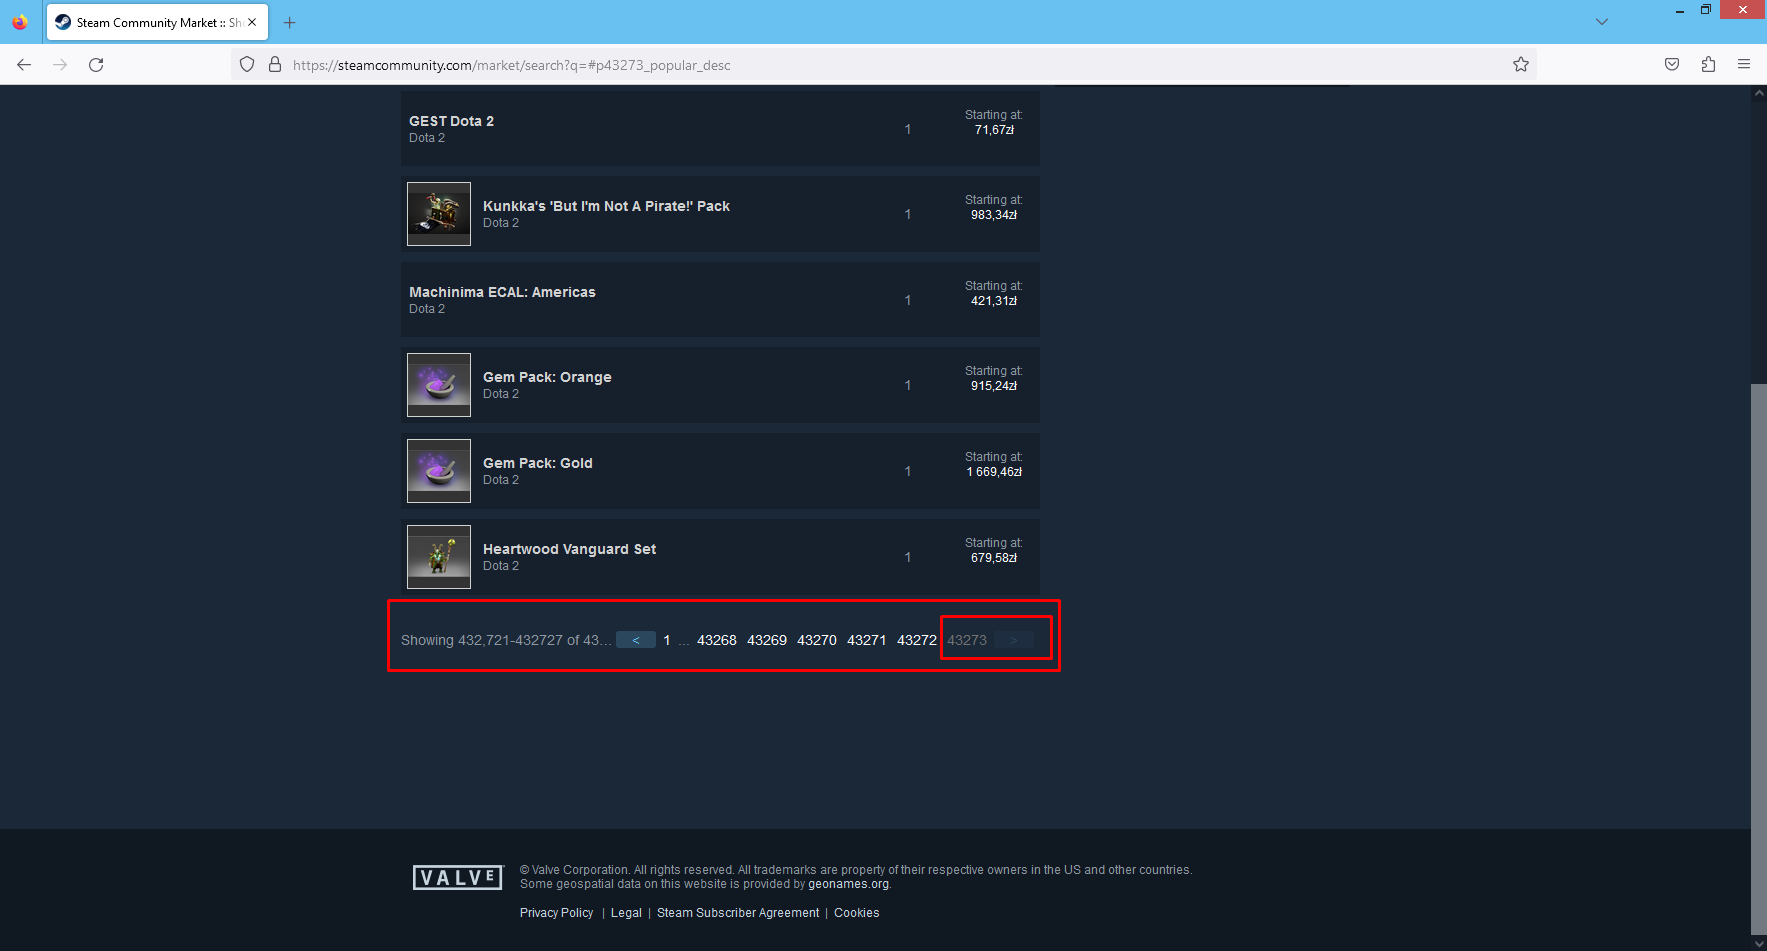 Steam Community Market :: Sh
https://steamcommunity.com/market/search?q=#p43273_popular_desc
GEST Dota 2
Dota 2
1
Starting at:
71,67zł
Kunkka's 'But I'm Not A Pirate!' Pack
Dota 2
1
Starting at:
983,34zł
Machinima ECAL: Americas
Dota 2
1
Starting at:
421,31zł
Gem Pack: Orange
Dota 2
1
Starting at:
915,24zł
Gem Pack: Gold
Dota 2
1
Starting at:
1 669,46zł
Heartwood Vanguard Set
Dota 2
1
Starting at:
679,58zł
Showing 432,721-432727 of 43... < 1 ... 43268 43269 43270 43271 43272 43273 >
VALVE
© Valve Corporation. All rights reserved. All trademarks are property of their respective owners in the US and other countries.
Some geospatial data on this website is provided by geonames.org.
Privacy Policy | Legal | Steam Subscriber Agreement | Cookies